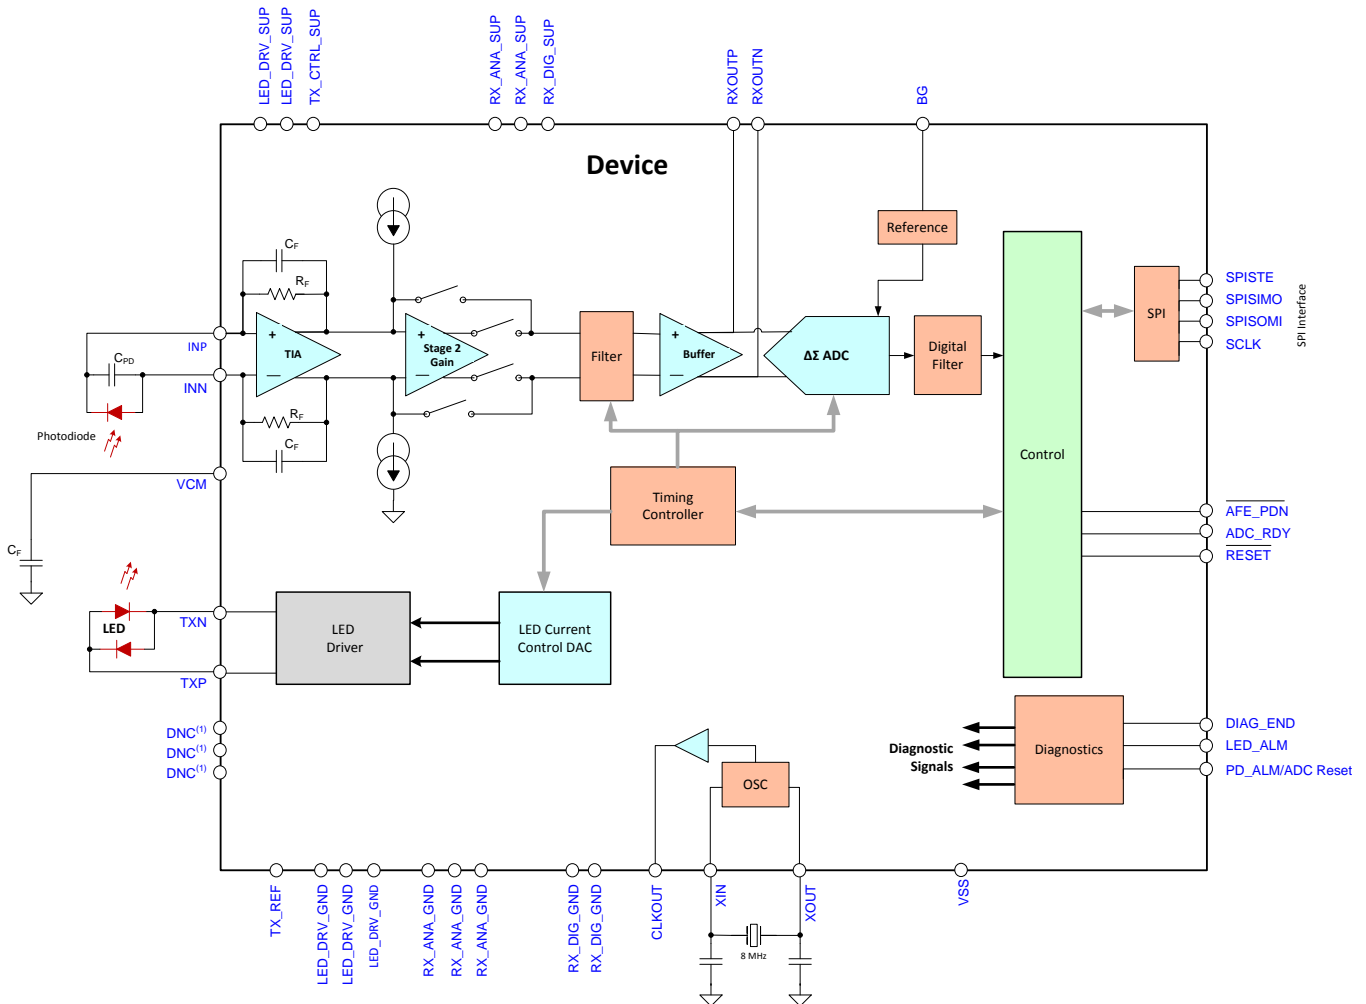 LED_DRV_SUP
LED_DRV_SUP
TX_CTRL_SUP
RX_ANA_SUP
RX_ANA_SUP
RX_DIG_SUP
RXOUTP
RXOUTN
BG
Device
Reference
CF
RF
TIA
+
Stage 2
Gain
+
Filter
Buffer
+
ΔΣ ADC
Digital
Filter
Control
SPI
SPISTE
SPISIMO
SPISOMI
SCLK
SPI Interface
INP
CPD
INN
Photodiode
RF
CF
VCM
CF
Timing
Controller
AFE_PDN
ADC_RDY
RESET
TXN
LED
TXP
LED
Driver
LED Current
Control DAC
DNC(1)
DNC(1)
DNC(1)
Diagnostic
Signals
Diagnostics
DIAG_END
LED_ALM
PD_ALM/ADC Reset
OSC
TX_REF
LED_DRV_GND
LED_DRV_GND
LED_DRV_GND
RX_ANA_GND
RX_ANA_GND
RX_ANA_GND
RX_DIG_GND
RX_DIG_GND
CLKOUT
XIN
XOUT
VSS
8 MHz